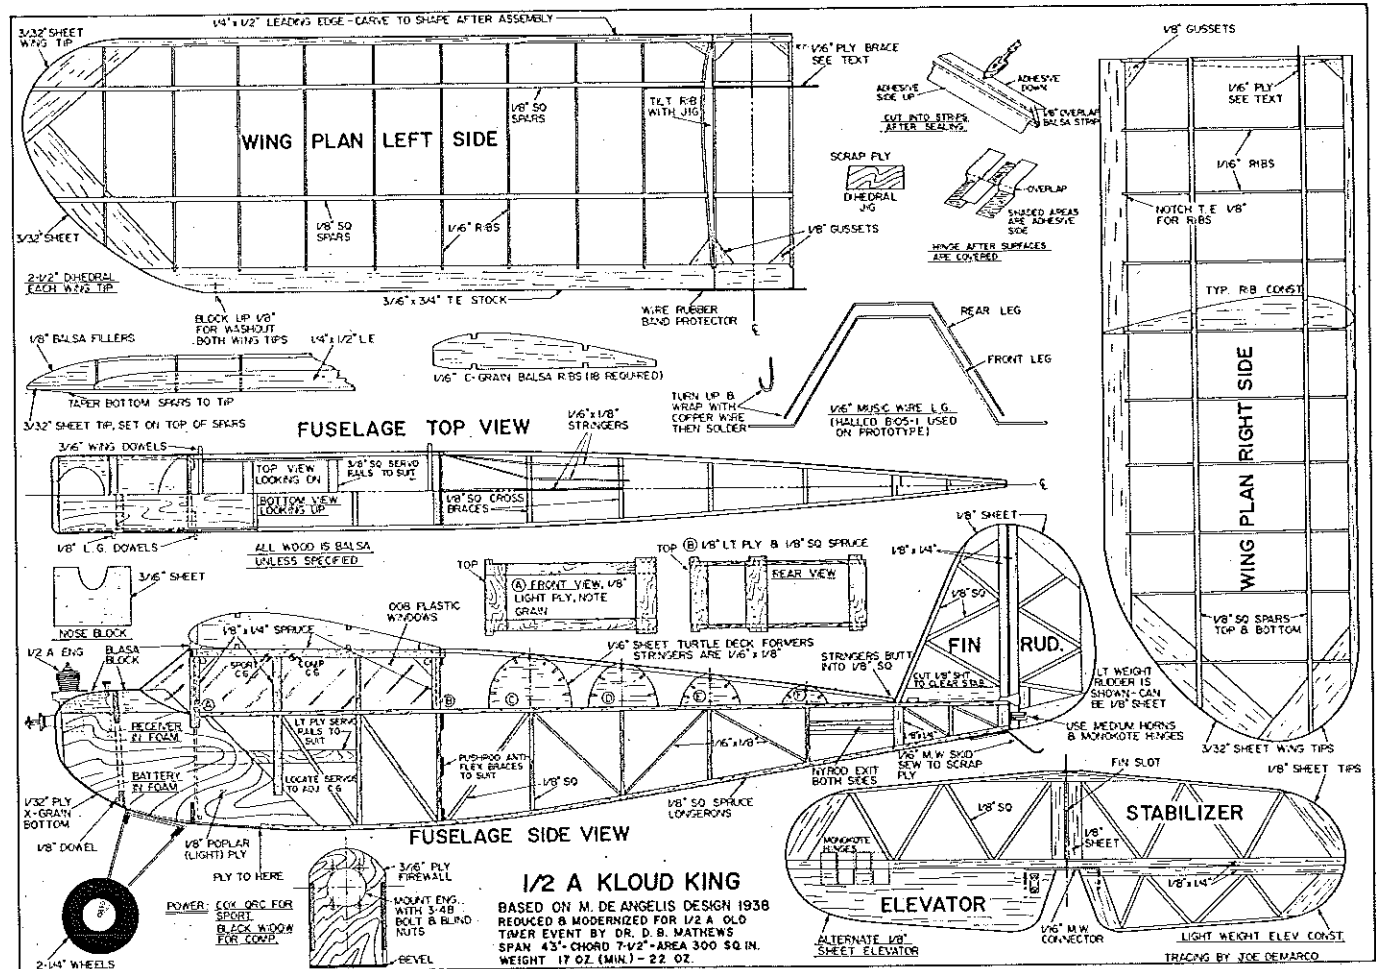 1/4" x 1/2" LEADING EDGE-CARVE TO SHAPE AFTER ASSEMBLY
3/32" SHEET
WING TIP
1/16" PLY BRACE
SEE TEXT
1/8" SQ
SPARS
TILT RIB
WITH JIG
WING PLAN LEFT SIDE
1/8" SQ
SPARS
1/16" RIBS
1/8" GUSSETS
3/32" SHEET
2-1/2" DIHEDRAL
EACH WING TIP
3/16" x 3/4" TE STOCK
BLOCK UP 1/8"
FOR WASHOUT
BOTH WING TIPS
WIRE RUBBER
BAND PROTECTOR
ADHESIVE
SIDE UP
ADHESIVE
DOWN
1/8" OVERLAP
BALSA STRIP
CUT INTO STRIPS
AFTER SEALING
SCRAP PLY
DIHEDRAL
JIG
OVERLAP
SHADED AREAS
ARE ADHESIVE
SIDE
HINGE AFTER SURFACES
ARE COVERED
1/8" GUSSETS
1/16" PLY
SEE TEXT
1/16" RIBS
NOTCH T.E 1/8"
FOR RIBS
TYP. RIB CONST
WING PLAN RIGHT SIDE
1/8" SQ SPARS
TOP & BOTTOM
3/32" SHEET WING TIPS
1/8" BALSA FILLERS
1/4" x 1/2" L.E
TAPER BOTTOM SPARS TO TIP
3/32" SHEET TIP, SET ON TOP OF SPARS
1/16" C-GRAIN BALSA RIBS (18 REQUIRED)
REAR LEG
FRONT LEG
TURN UP &
WRAP WITH
COPPER WIRE
THEN SOLDER
1/16" MUSIC WIRE L.G.
(HALLCO B-05-1 USED
ON PROTOTYPE)
FUSELAGE TOP VIEW
1/16" x 1/8"
STRINGERS
3/16" WING DOWELS
TOP VIEW
LOOKING ON
3/8" SQ SERVO
RAILS TO SUIT
BOTTOM VIEW
LOOKING UP
1/8" SQ CROSS
BRACES
1/8" L.G. DOWELS
ALL WOOD IS BALSA
UNLESS SPECIFIED
3/16" SHEET
NOSE BLOCK
TOP
A FRONT VIEW, 1/8"
LIGHT PLY, NOTE
GRAIN
TOP
B 1/8" LT PLY & 1/8" SQ SPRUCE
REAR VIEW
1/8" SHEET
1/8" x 1/4"
1/8" SQ
FIN
RUD.
CUT 1/8" SHT
TO CLEAR STAB
STRINGERS BUTT
INTO 1/8" SQ
LT WEIGHT
RUDDER IS
SHOWN-CAN
BE 1/8" SHEET
USE MEDIUM HORNS
& MONOKOTE HINGES
.008 PLASTIC
WINDOWS
1/8" x 1/4" SPRUCE
1/16" SHEET TURTLE DECK FORMERS
STRINGERS ARE 1/16" x 1/8"
1/2 A ENG
BLASA
BLOCK
SPORT
C G
COMP
C G
A
B
C
D
E
F
RECEIVER
IN FOAM
BATTERY
IN FOAM
LT PLY SERVO
RAILS TO
SUIT
LOCATE SERVOS
TO ADJ. C G
PUSHROD ANTI-
FLEX BRACES
TO SUIT
1/8" SQ
1/16" x 1/8"
1/8" x 1/4"
NYROD EXIT
BOTH SIDES
1/16" M.W. SKID
SEW TO SCRAP
PLY
1/8" SQ SPRUCE
LONGERONS
1/32" PLY
X-GRAIN
BOTTOM
1/8" DOWEL
1/8" POPLAR
(LIGHT) PLY
PLY TO HERE
FUSELAGE SIDE VIEW
3/16" PLY
FIREWALL
MOUNT ENG.
WITH 3-48
BOLT & BLIND
NUTS
BEVEL
POWER: COX QRC FOR
SPORT
BLACK WIDOW
FOR COMP.
2-1/4" WHEELS
1/2 A KLOUD KING
BASED ON M. DE ANGELIS DESIGN 1938
REDUCED & MODERNIZED FOR 1/2 A OLD
TIMER EVENT BY DR. D. B. MATHEWS
SPAN 43"-CHORD 7-1/2"-AREA 300 SQ. IN.
WEIGHT 17 OZ. (MIN.)- 22 OZ.
FIN SLOT
1/8" SHEET TIPS
1/8" SQ
STABILIZER
MONOKOTE
HINGES
1/8"
SHEET
1/8" x 1/4"
ELEVATOR
1/16" M.W.
CONNECTOR
ALTERNATE 1/8"
SHEET ELEVATOR
LIGHT WEIGHT ELEV CONST.
TRACING BY JOE DEMARCO